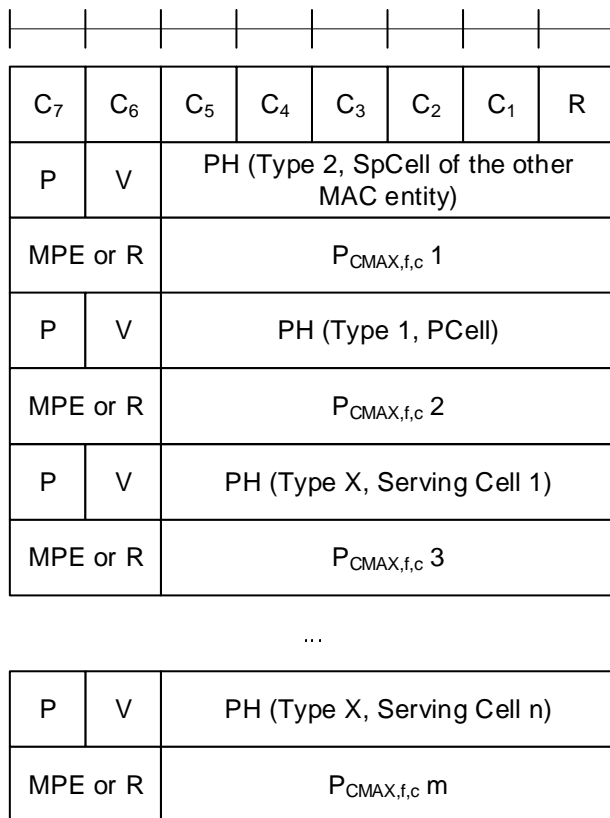 C7 C6 C5 C4 C3 C2 C1 R
P V PH (Type 2, SpCell of the other
MAC entity)
MPE or R PCMAX,f,c 1
P V PH (Type 1, PCell)
MPE or R PCMAX,f,c 2
P V PH (Type X, Serving Cell 1)
MPE or R PCMAX,f,c 3
...
P V PH (Type X, Serving Cell n)
MPE or R PCMAX,f,c m